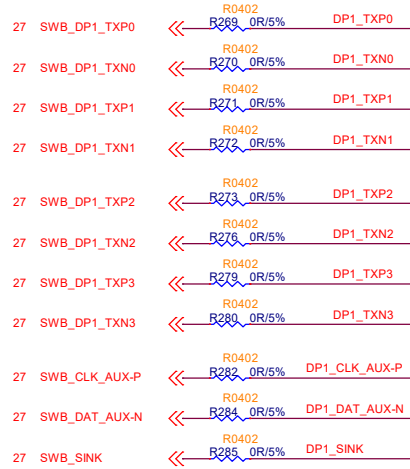 R0402
27 SWB_DP1_TXP0 R269 0R/5% DP1_TXP0
R0402
27 SWB_DP1_TXN0 R270 0R/5% DP1_TXN0
R0402
27 SWB_DP1_TXP1 R271 0R/5% DP1_TXP1
R0402
27 SWB_DP1_TXN1 R272 0R/5% DP1_TXN1
R0402
27 SWB_DP1_TXP2 R273 0R/5% DP1_TXP2
R0402
27 SWB_DP1_TXN2 R276 0R/5% DP1_TXN2
R0402
27 SWB_DP1_TXP3 R279 0R/5% DP1_TXP3
R0402
27 SWB_DP1_TXN3 R280 0R/5% DP1_TXN3
R0402
27 SWB_CLK_AUX-P R282 0R/5% DP1_CLK_AUX-P
R0402
27 SWB_DAT_AUX-N R284 0R/5% DP1_DAT_AUX-N
R0402
27 SWB_SINK R285 0R/5% DP1_SINK